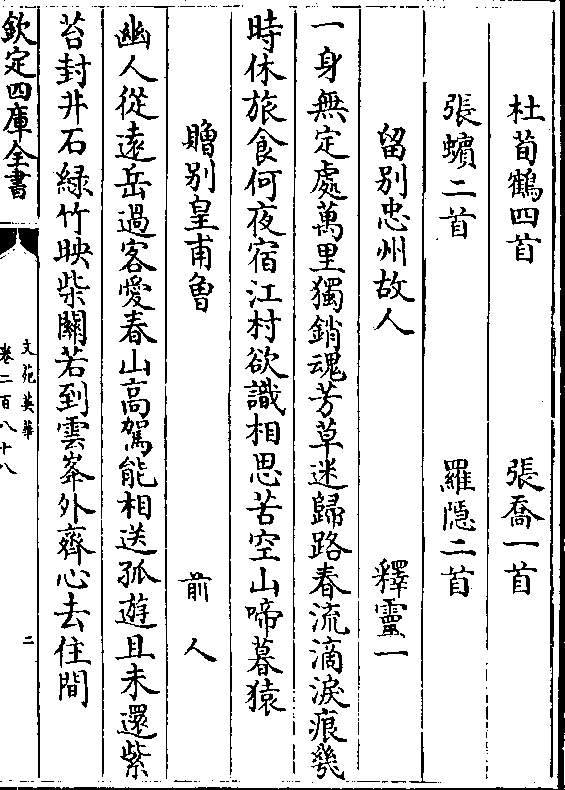 杜荀鶴四首　張喬一首
張蠙二首　羅隱二首
留别忠州故人　釋靈一
一身無定處萬里獨銷魂芳草迷歸路春流滴淚痕幾
時休旅食何夜宿江村欲識相思苦空山啼暮猿
贈别皇甫魯　前人
幽人從遠岳過客愛春山高駕能相送孤遊且未還紫
苔封井石緑竹映柴關若到雲峯外齊心去住間
欽定四庫全書
文苑英華
卷二百八十八
二